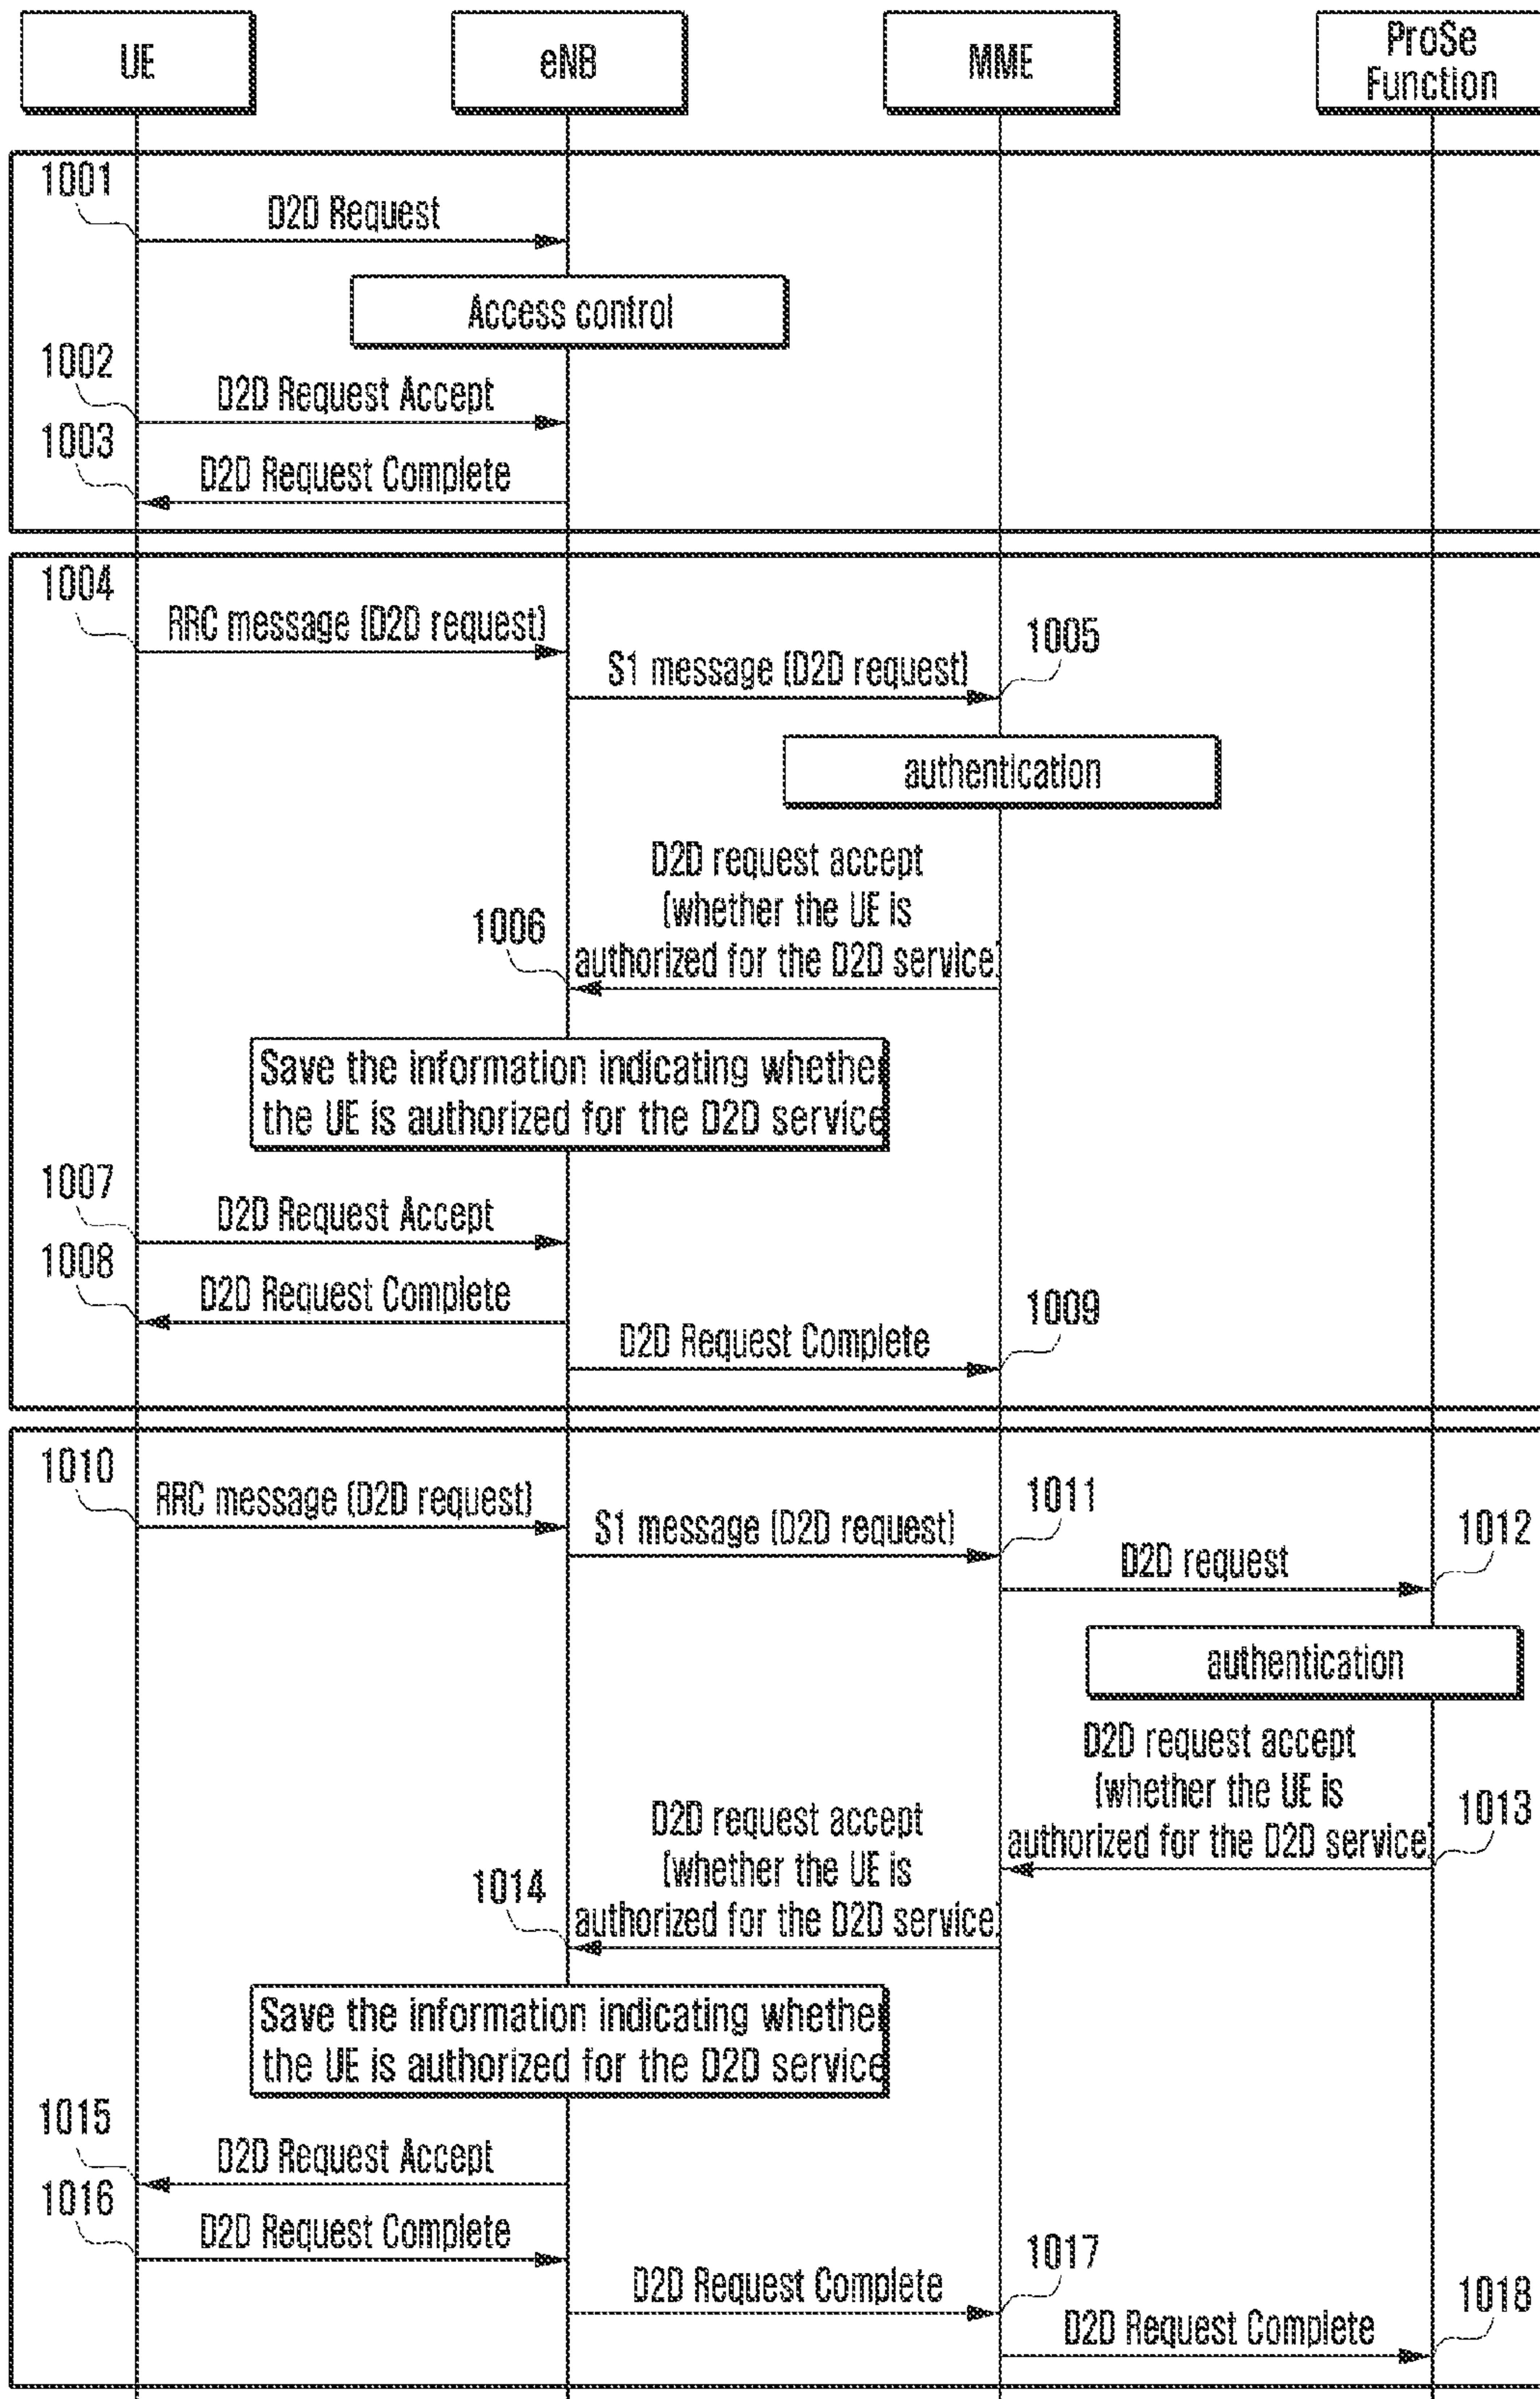 UE
eNB
MME
ProSe
Function
1001
D2D Request
Access control
1002
D2D Request Accept
1003
D2D Request Complete
1004
RRC message (D2D request)
1005
S1 message (D2D request)
authentication
D2D request accept
(whether the UE is
1006
authorized for the D2D service)
Save the information indicating whether
the UE is authorized for the D2D service
1007
D2D Request Accept
1008
D2D Request Complete
1009
D2D Request Complete
1010
RRC message (D2D request)
1011
S1 message (D2D request)
1012
D2D request
authentication
D2D request accept
(whether the UE is
1013
authorized for the D2D service)
D2D request accept
(whether the UE is
1014
authorized for the D2D service)
Save the information indicating whether
the UE is authorized for the D2D service
1015
D2D Request Accept
1016
D2D Request Complete
1017
D2D Request Complete
1018
D2D Request Complete